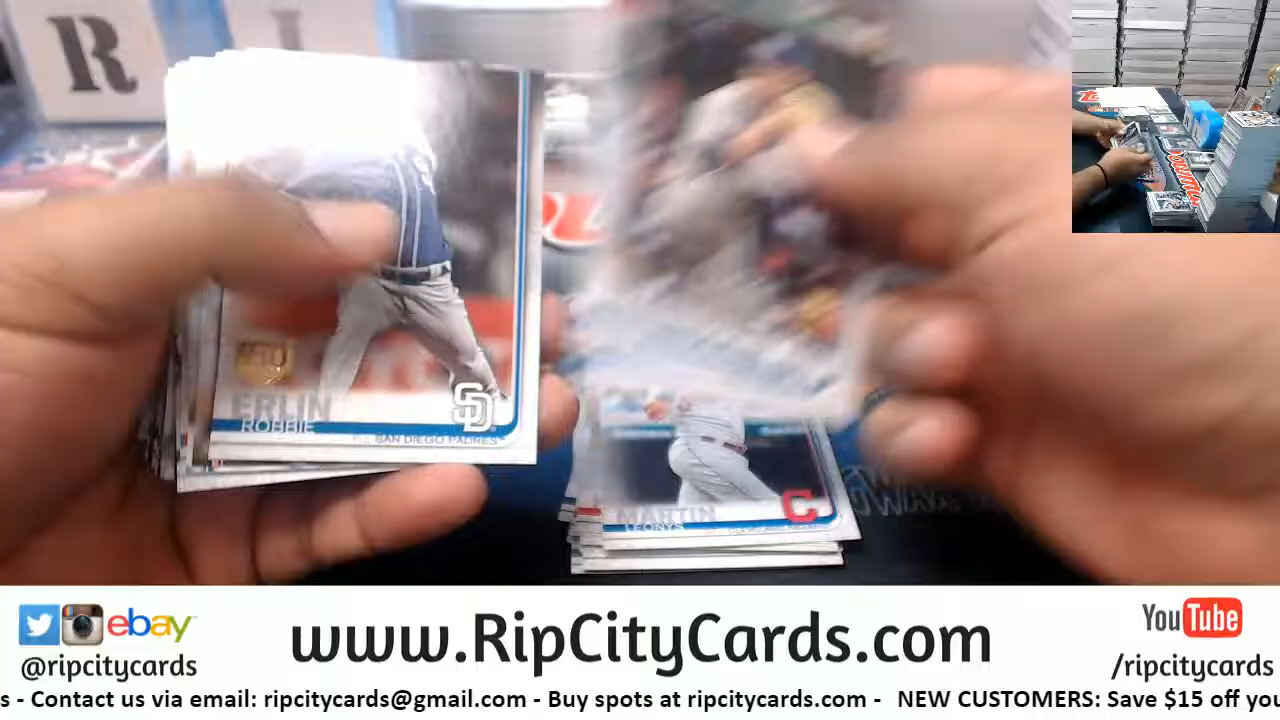 R
ERLIN
ROBBIE
SD
SAN DIEGO PADRES
MARTIN
LEONYS
C
ebay
@ripcitycards
www.RipCityCards.com
YouTube
/ripcitycards
s - Contact us via email: ripcitycards@gmail.com - Buy spots at ripcitycards.com - NEW CUSTOMERS: Save $15 off you